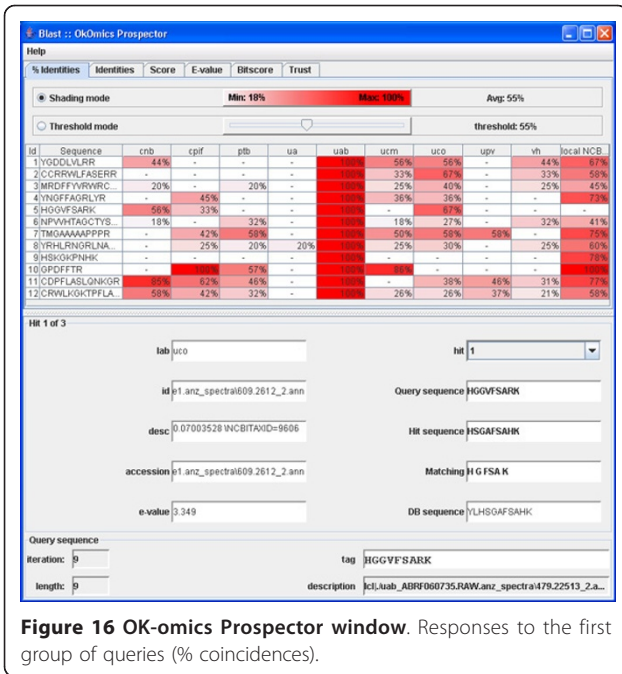 Blast :: OkOmics Prospector
Help
% Identities Identities Score E-value Bitscore Trust
Shading mode Min: 18% Max: 100% Avg: 55%
Threshold mode threshold: 55%
Id Sequence cnb cpif ptb ua uab ucm uco upv vh local NCB...
1 YGDDLVLRR 44% - - - 100% 56% 56% - 44% 67%
2 CCRRWLFASERR - - - - 100% 33% 67% - 33% 58%
3 MRDFFYVRWRC... 20% - 20% - 100% 25% 40% - 25% 45%
4 YNGFFAGRLYR - 45% - - 100% 36% 36% - - 73%
5 HGGVFSARK 56% 33% - - 100% - 67% - -
6 NPVVHTAGCTYS... 18% - 32% - 100% 18% 27% - 32% 41%
7 TMGAAAAPPPR - 42% 58% - 100% 50% 58% 58% - 75%
8 YRHLRNGRLNA... - 25% 20% 20% 100% 25% 30% - 25% 60%
9 HSKGKPNHK - - - - 100% - - - - 78%
10 GPDFFTR - 100% 57% - 100% 86% - - - 100%
11 CDPFLASLQNKGR 85% 62% 46% - 100% - 38% 46% 31% 77%
12 CRWLKGKTPFLA... 58% 42% 32% - 100% 26% 26% 37% 21% 58%
Hit 1 of 3
lab uco hit 1
id e1.anz_spectra\609.2612_2.ann Query sequence HGGVFSARK
desc 0.07003528 \NCBITAXID=9606 Hit sequence HSGAFSAHK
accession e1.anz_spectra\609.2612_2.ann Matching H G FSA K
e-value 3.349 DB sequence YLHSGAFSAHK
Query sequence
iteration: 9 tag HGGVFSARK
length: 9 description lcl|./uab_ABRF060735.RAW.anz_spectra\479.22513_2.a...
Figure 16 OK-omics Prospector window. Responses to the first
group of queries (% coincidences).